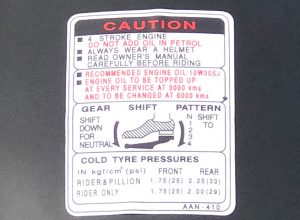 CAUTION
■ 4 STROKE ENGINE
DO NOT ADD OIL IN PETROL
■ ALWAYS WEAR A HELMET
■ READ OWNER'S MANUAL
CAREFULLY BEFORE RIDING
■ RECOMMENDED ENGINE OIL 10W30SJ
ENGINE OIL TO BE TOPPED UP
AT EVERY SERVICE AT 3000 kms
AND TO BE CHANGED AT 6000 kms
GEAR SHIFT PATTERN
SHIFT DOWN FOR NEUTRAL
N 1 2 3 4
SHIFT TO
COLD TYRE PRESSURES
IN kgf/cm² (psi) FRONT REAR
RIDER & PILLION 1.75 (25) 2.25 (33)
RIDER ONLY 1.75 (25) 2.00 (29)
AAN-410